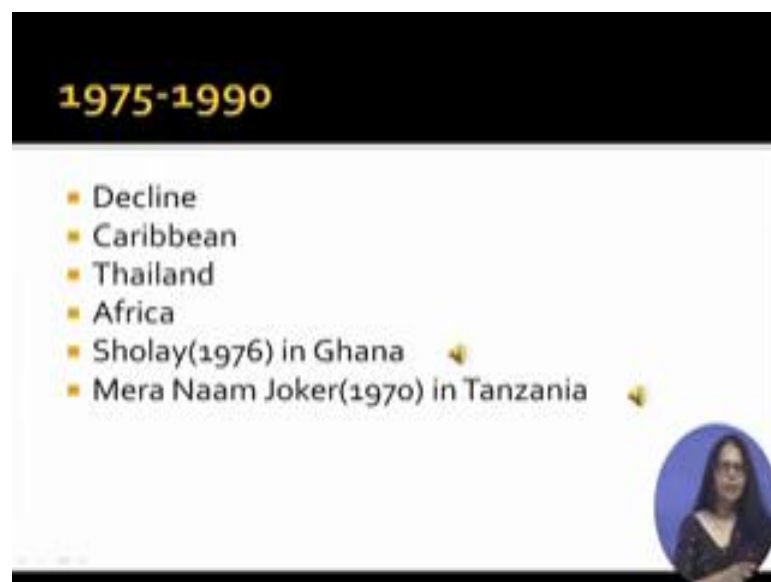 1975-1990
Decline
Caribbean
Thailand
Africa
Sholay(1976) in Ghana
Mera Naam Joker(1970) in Tanzania